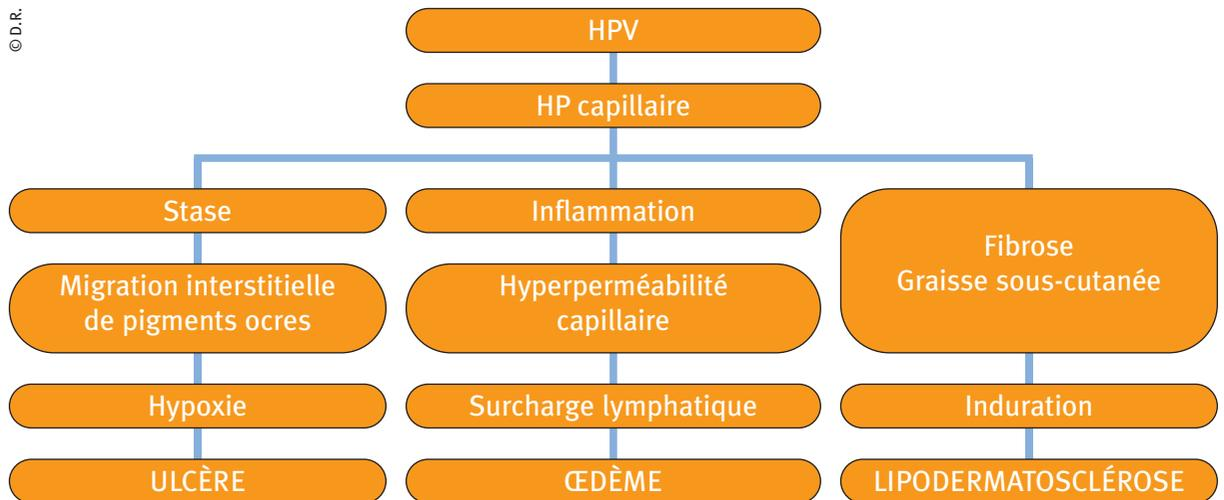 © D.R.
HPV
HP capillaire
Stase
Migration interstitielle
de pigments ocres
Hypoxie
ULCÈRE
Inflammation
Hyperperméabilité
capillaire
Surcharge lymphatique
ŒDÈME
Fibrose
Graisse sous-cutanée
Induration
LIPODERMATOSCLÉROSE